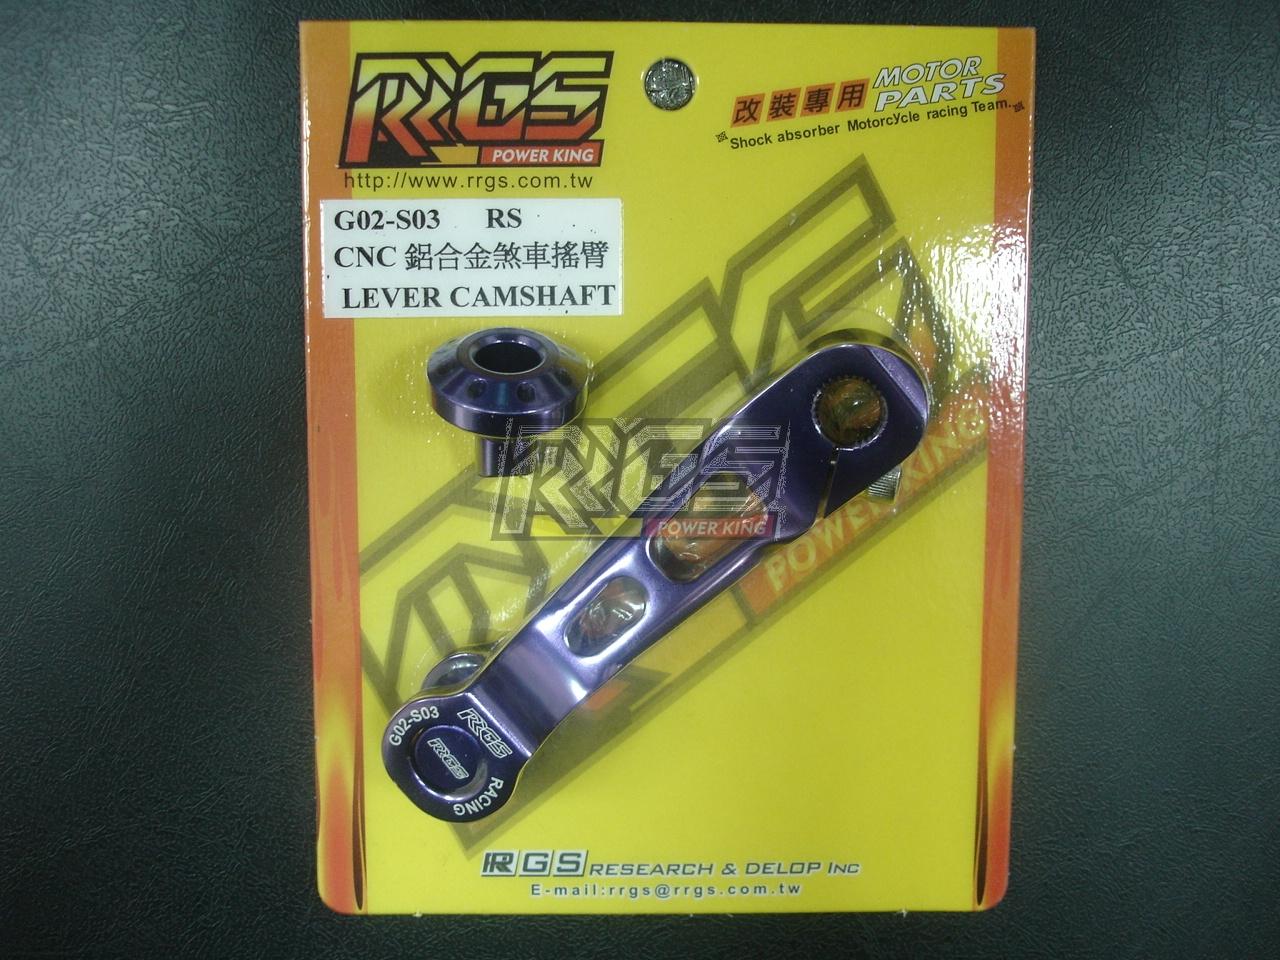 RRGS
POWER KING
http://www.rrgs.com.tw
改裝專用
MOTOR
PARTS
Shock absorber Motorcycle racing Team.
G02-S03 RS
CNC 鋁合金煞車搖臂
LEVER CAMSHAFT
RRGS
POWER KING
POWER KING
G02-S03
RRGS
RRGS
RACING
RRGS RESEARCH & DELOP INC
E-mail:rrgs@rrgs.com.tw